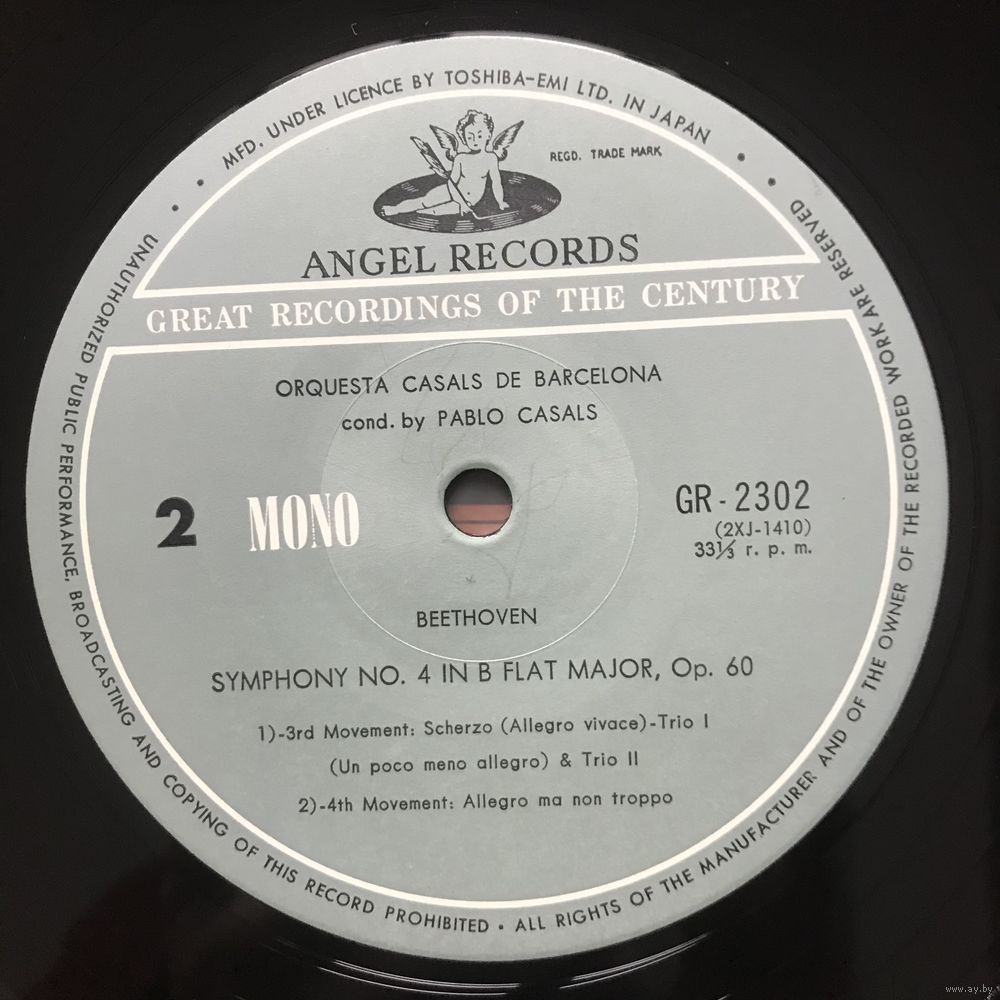 MFD. UNDER LICENCE BY TOSHIBA-EMI LTD. IN JAPAN
REGD. TRADE MARK
ANGEL RECORDS
GREAT RECORDINGS OF THE CENTURY
ORQUESTA CASALS DE BARCELONA
cond. by PABLO CASALS
2 MONO GR-2302
(2XJ-1410)
33⅓ r. p. m.
BEETHOVEN
SYMPHONY NO. 4 IN B FLAT MAJOR, Op. 60
1)-3rd Movement: Scherzo (Allegro vivace)-Trio I
(Un poco meno allegro) & Trio II
2)-4th Movement: Allegro ma non troppo
UNAUTHORIZED PUBLIC PERFORMANCE, BROADCASTING AND COPYING OF THIS RECORD PROHIBITED • ALL RIGHTS OF THE MANUFACTURER AND OF THE OWNER OF THE RECORDED WORK ARE RESERVED
www.ay.by